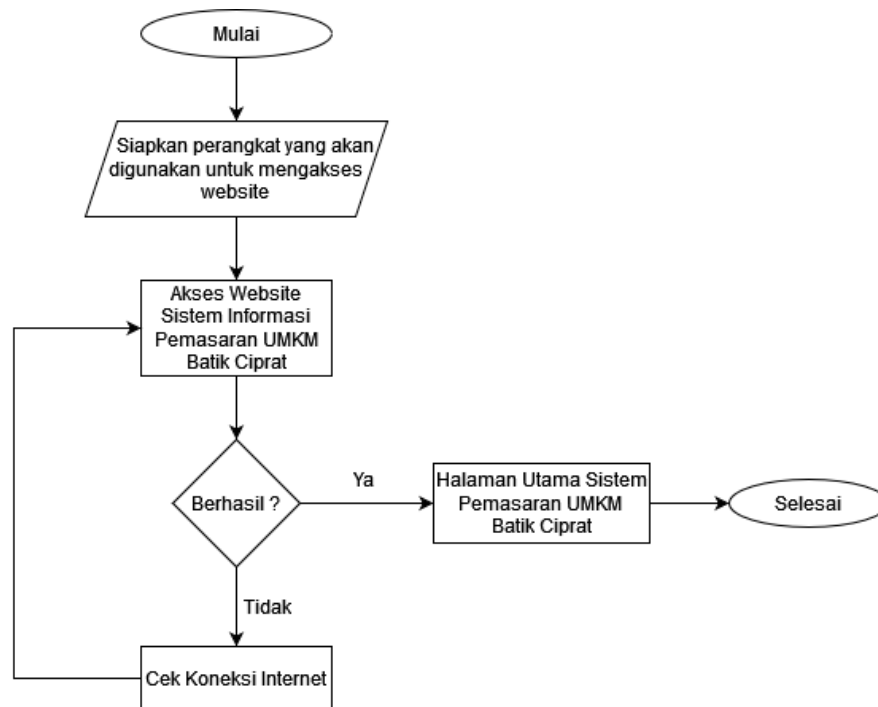 Mulai
Siapkan perangkat yang akan
digunakan untuk mengakses
website
Akses Website
Sistem Informasi
Pemasaran UMKM
Batik Ciprat
Berhasil ?
Ya
Halaman Utama Sistem
Pemasaran UMKM
Batik Ciprat
Selesai
Tidak
Cek Koneksi Internet